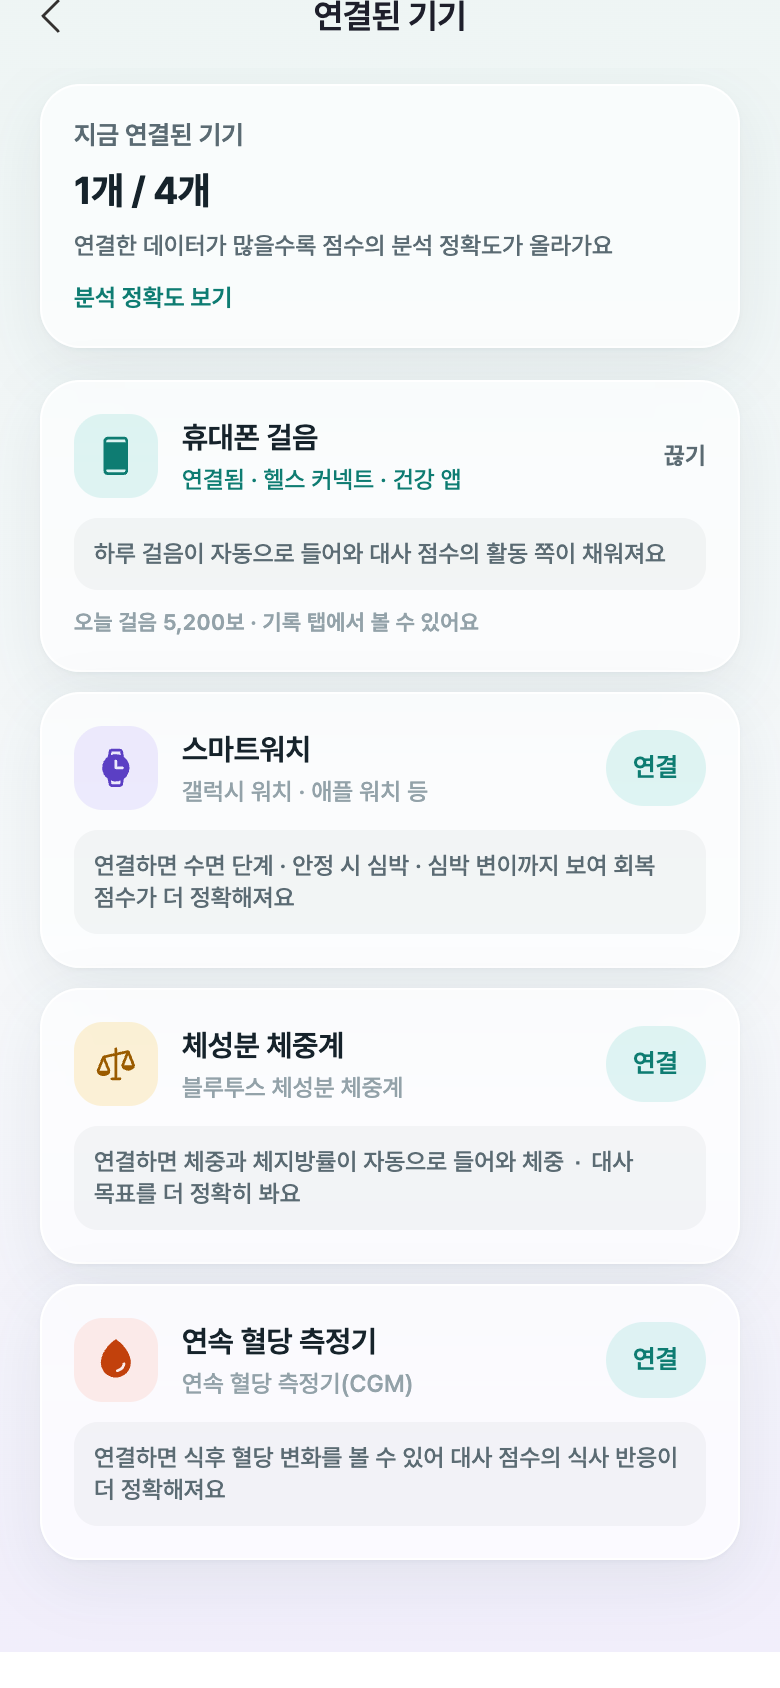 연결된 기기
지금 연결된 기기
1개 / 4개
연결한 데이터가 많을수록 점수의 분석 정확도가 올라가요
분석 정확도 보기
휴대폰 걸음
연결됨 · 헬스 커넥트 · 건강 앱
끊기
하루 걸음이 자동으로 들어와 대사 점수의 활동 쪽이 채워져요
오늘 걸음 5,200보 · 기록 탭에서 볼 수 있어요
스마트워치
갤럭시 워치 · 애플 워치 등
연결
연결하면 수면 단계 · 안정 시 심박 · 심박 변이까지 보여 회복
점수가 더 정확해져요
체성분 체중계
블루투스 체성분 체중계
연결
연결하면 체중과 체지방률이 자동으로 들어와 체중 · 대사
목표를 더 정확히 봐요
연속 혈당 측정기
연속 혈당 측정기(CGM)
연결
연결하면 식후 혈당 변화를 볼 수 있어 대사 점수의 식사 반응이
더 정확해져요